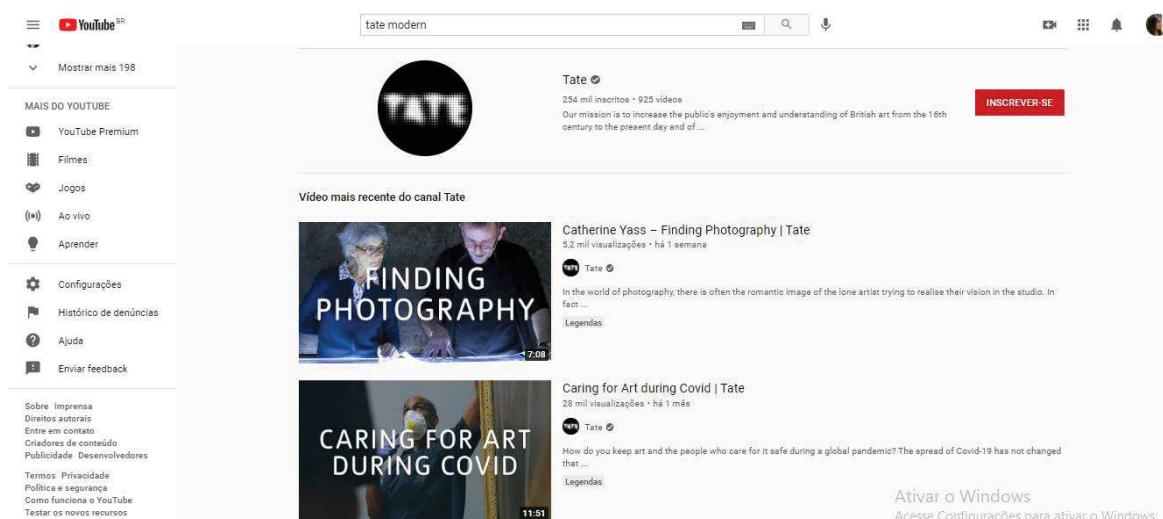 YouTube BR
tate modern
Mostrar mais 198
MAIS DO YOUTUBE
YouTube Premium
Filmes
Jogos
Ao vivo
Aprender
Configurações
Histórico de denúncias
Ajuda
Enviar feedback
Sobre Imprensa
Direitos autorais
Entre em contato
Criadores de conteúdo
Publicidade Desenvolvedores
Termos Privacidade
Política e segurança
Como funciona o YouTube
Testar os novos recursos
TATE
Tate
254 mil inscritos • 925 vídeos
Our mission is to increase the public's enjoyment and understanding of British art from the 16th
century to the present day and of ...
INSCREVER-SE
Vídeo mais recente do canal Tate
FINDING
PHOTOGRAPHY
7:08
Catherine Yass – Finding Photography | Tate
5,2 mil visualizações • há 1 semana
TATE Tate
In the world of photography, there is often the romantic image of the lone artist trying to realise their vision in the studio. In
fact ...
Legendas
CARING FOR ART
DURING COVID
11:51
Caring for Art during Covid | Tate
28 mil visualizações • há 1 mês
TATE Tate
How do you keep art and the people who care for it safe during a global pandemic? The spread of Covid-19 has not changed
that ...
Legendas
Ativar o Windows
Acesse Configurações para ativar o Windows